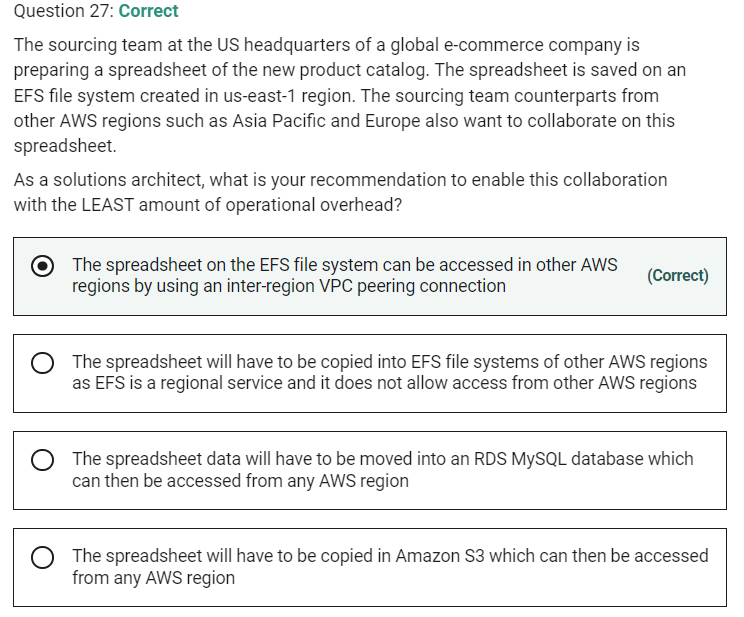 Question 27: Correct
The sourcing team at the US headquarters of a global e-commerce company is
preparing a spreadsheet of the new product catalog. The spreadsheet is saved on an
EFS file system created in us-east-1 region. The sourcing team counterparts from
other AWS regions such as Asia Pacific and Europe also want to collaborate on this
spreadsheet.
As a solutions architect, what is your recommendation to enable this collaboration
with the LEAST amount of operational overhead?
The spreadsheet on the EFS file system can be accessed in other AWS
regions by using an inter-region VPC peering connection
(Correct)
The spreadsheet will have to be copied into EFS file systems of other AWS regions
as EFS is a regional service and it does not allow access from other AWS regions
The spreadsheet data will have to be moved into an RDS MySQL database which
can then be accessed from any AWS region
The spreadsheet will have to be copied in Amazon S3 which can then be accessed
from any AWS region